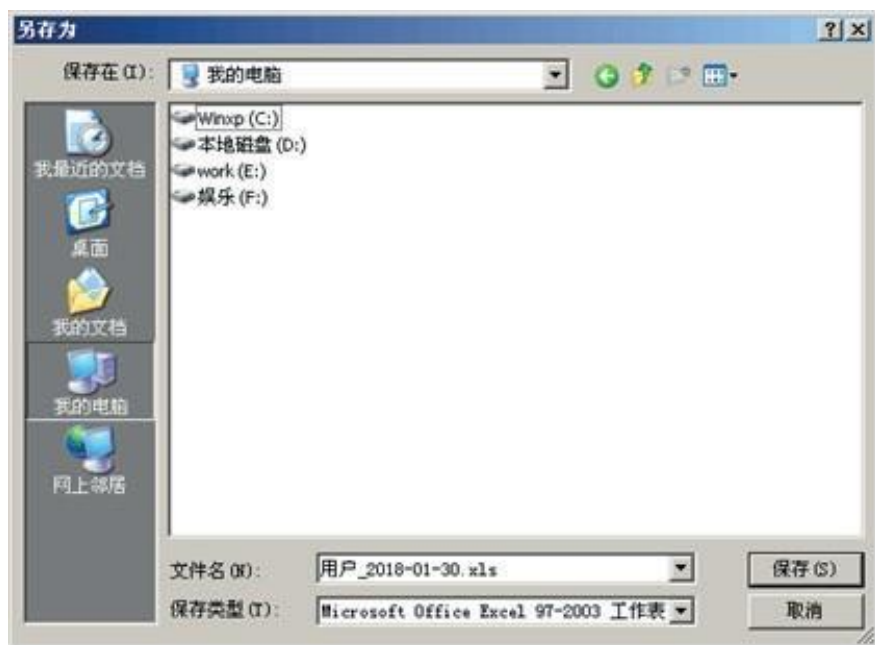 另存为
保存在(I):
我的电脑
Winxp (C:)
本地磁盘 (D:)
work (E:)
娱乐 (F:)
我最近的文档
桌面
我的文档
我的电脑
网上邻居
文件名(N):
用户_2018-01-30.xls
保存(S)
保存类型(T):
Microsoft Office Excel 97-2003 工作表
取消